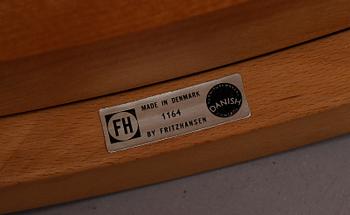 FH
MADE IN DENMARK
1164
BY FRITZHANSEN
DANISH